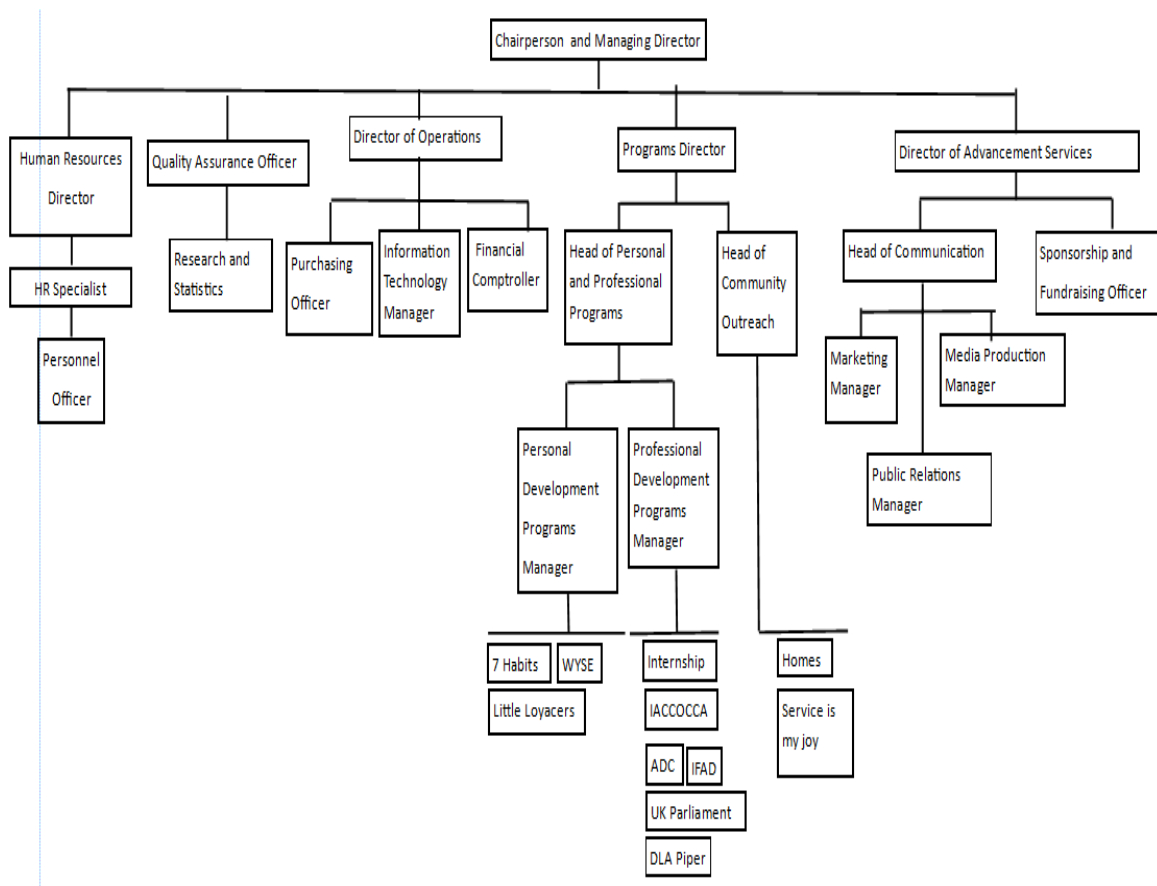 Chairperson and Managing Director
Human Resources
Director
Quality Assurance Officer
Director of Operations
Programs Director
Director of Advancement Services
HR Specialist
Personnel
Officer
Research and
Statistics
Purchasing
Officer
Information
Technology
Manager
Financial
Comptroller
Head of Personal
and Professional
Programs
Head of
Community
Outreach
Head of Communication
Sponsorship and
Fundraising Officer
Marketing
Manager
Media Production
Manager
Public Relations
Manager
Personal
Development
Programs
Manager
Professional
Development
Programs
Manager
7 Habits
WYSE
Little Loyacers
Internship
IACCOCCA
ADC
IFAD
UK Parliament
DLA Piper
Homes
Service is
my joy